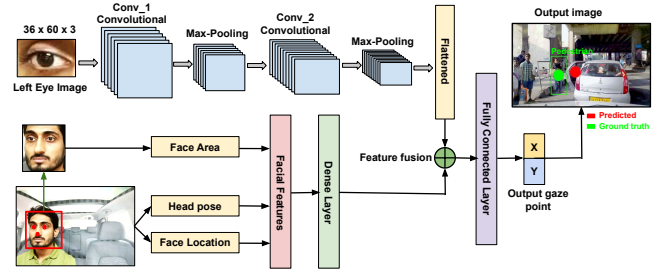 36 x 60 x 3
Left Eye Image
Conv_1
Convolutional
Max-Pooling
Conv_2
Convolutional
Max-Pooling
Flattened
Output image
Pedestrian
Predicted
Ground truth
Face Area
Head pose
Face Location
Facial Features
Dense Layer
Feature fusion
Fully Connected Layer
X
Y
Output gaze
point